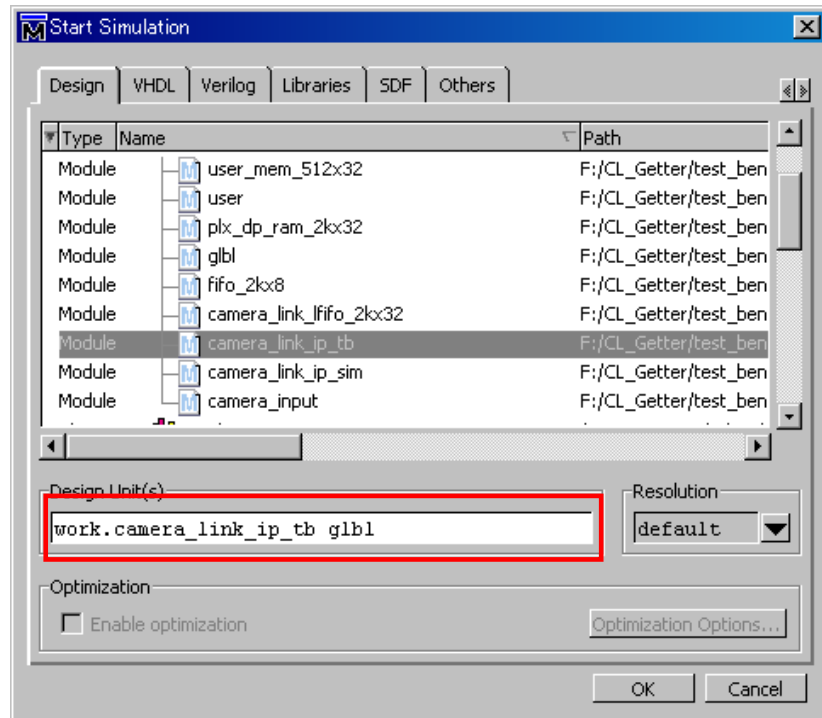 Start Simulation
Design VHDL Verilog Libraries SDF Others
Type Name Path
Module user_mem_512x32 F:/CL_Getter/test_ben
Module user F:/CL_Getter/test_ben
Module plx_dp_ram_2kx32 F:/CL_Getter/test_ben
Module glbl F:/CL_Getter/test_ben
Module fifo_2kx8 F:/CL_Getter/test_ben
Module camera_link_lfifo_2kx32 F:/CL_Getter/test_ben
Module camera_link_ip_tb F:/CL_Getter/test_ben
Module camera_link_ip_sim F:/CL_Getter/test_ben
Module camera_input F:/CL_Getter/test_ben
Design Unit(s) Resolution
work.camera_link_ip_tb glbl default
Optimization
Enable optimization Optimization Options...
OK Cancel